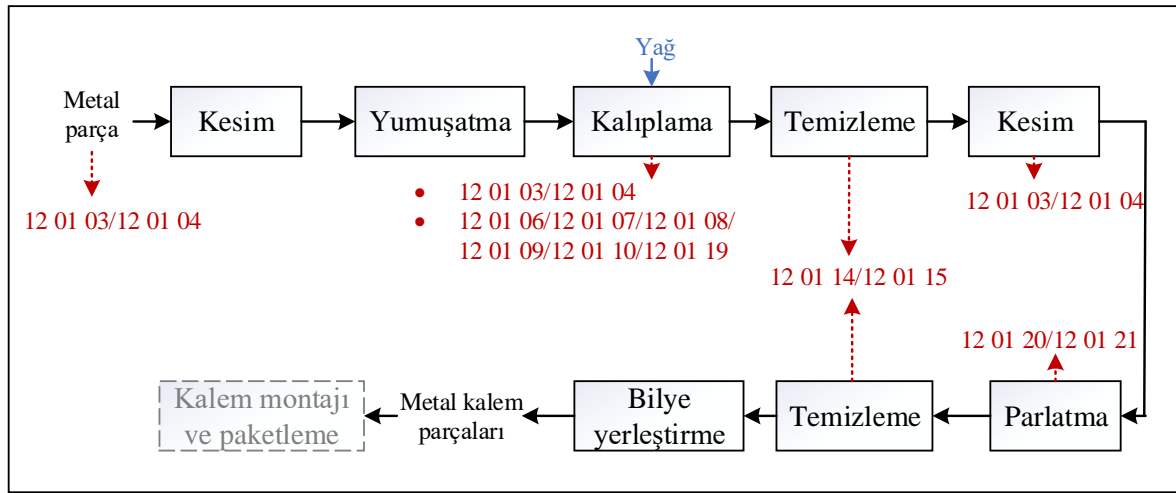 Yağ
Metal
parça
Kesim
Yumuşatma
Kalıplama
Temizleme
Kesim
12 01 03/12 01 04
• 12 01 03/12 01 04
• 12 01 06/12 01 07/12 01 08/
12 01 09/12 01 10/12 01 19
12 01 03/12 01 04
12 01 14/12 01 15
12 01 20/12 01 21
Kalem montajı
ve paketleme
Metal kalem
parçaları
Bilye
yerleştirme
Temizleme
Parlatma